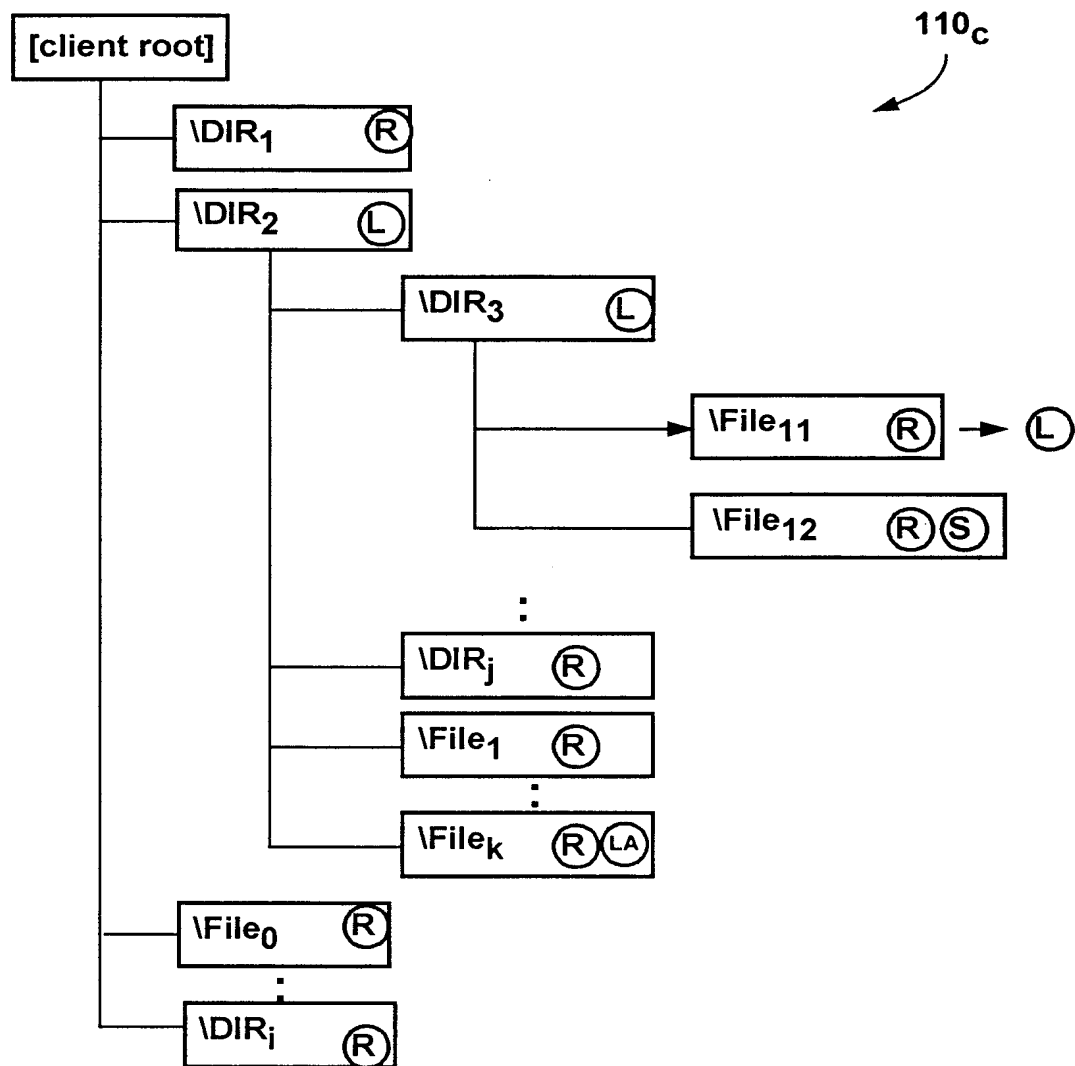 [client root]
110C
\DIR1 R
\DIR2 L
\DIR3 L
\File11 R L
\File12 R S
:
\DIRj R
\File1 R
:
\Filek R LA
\File0 R
:
\DIRi R